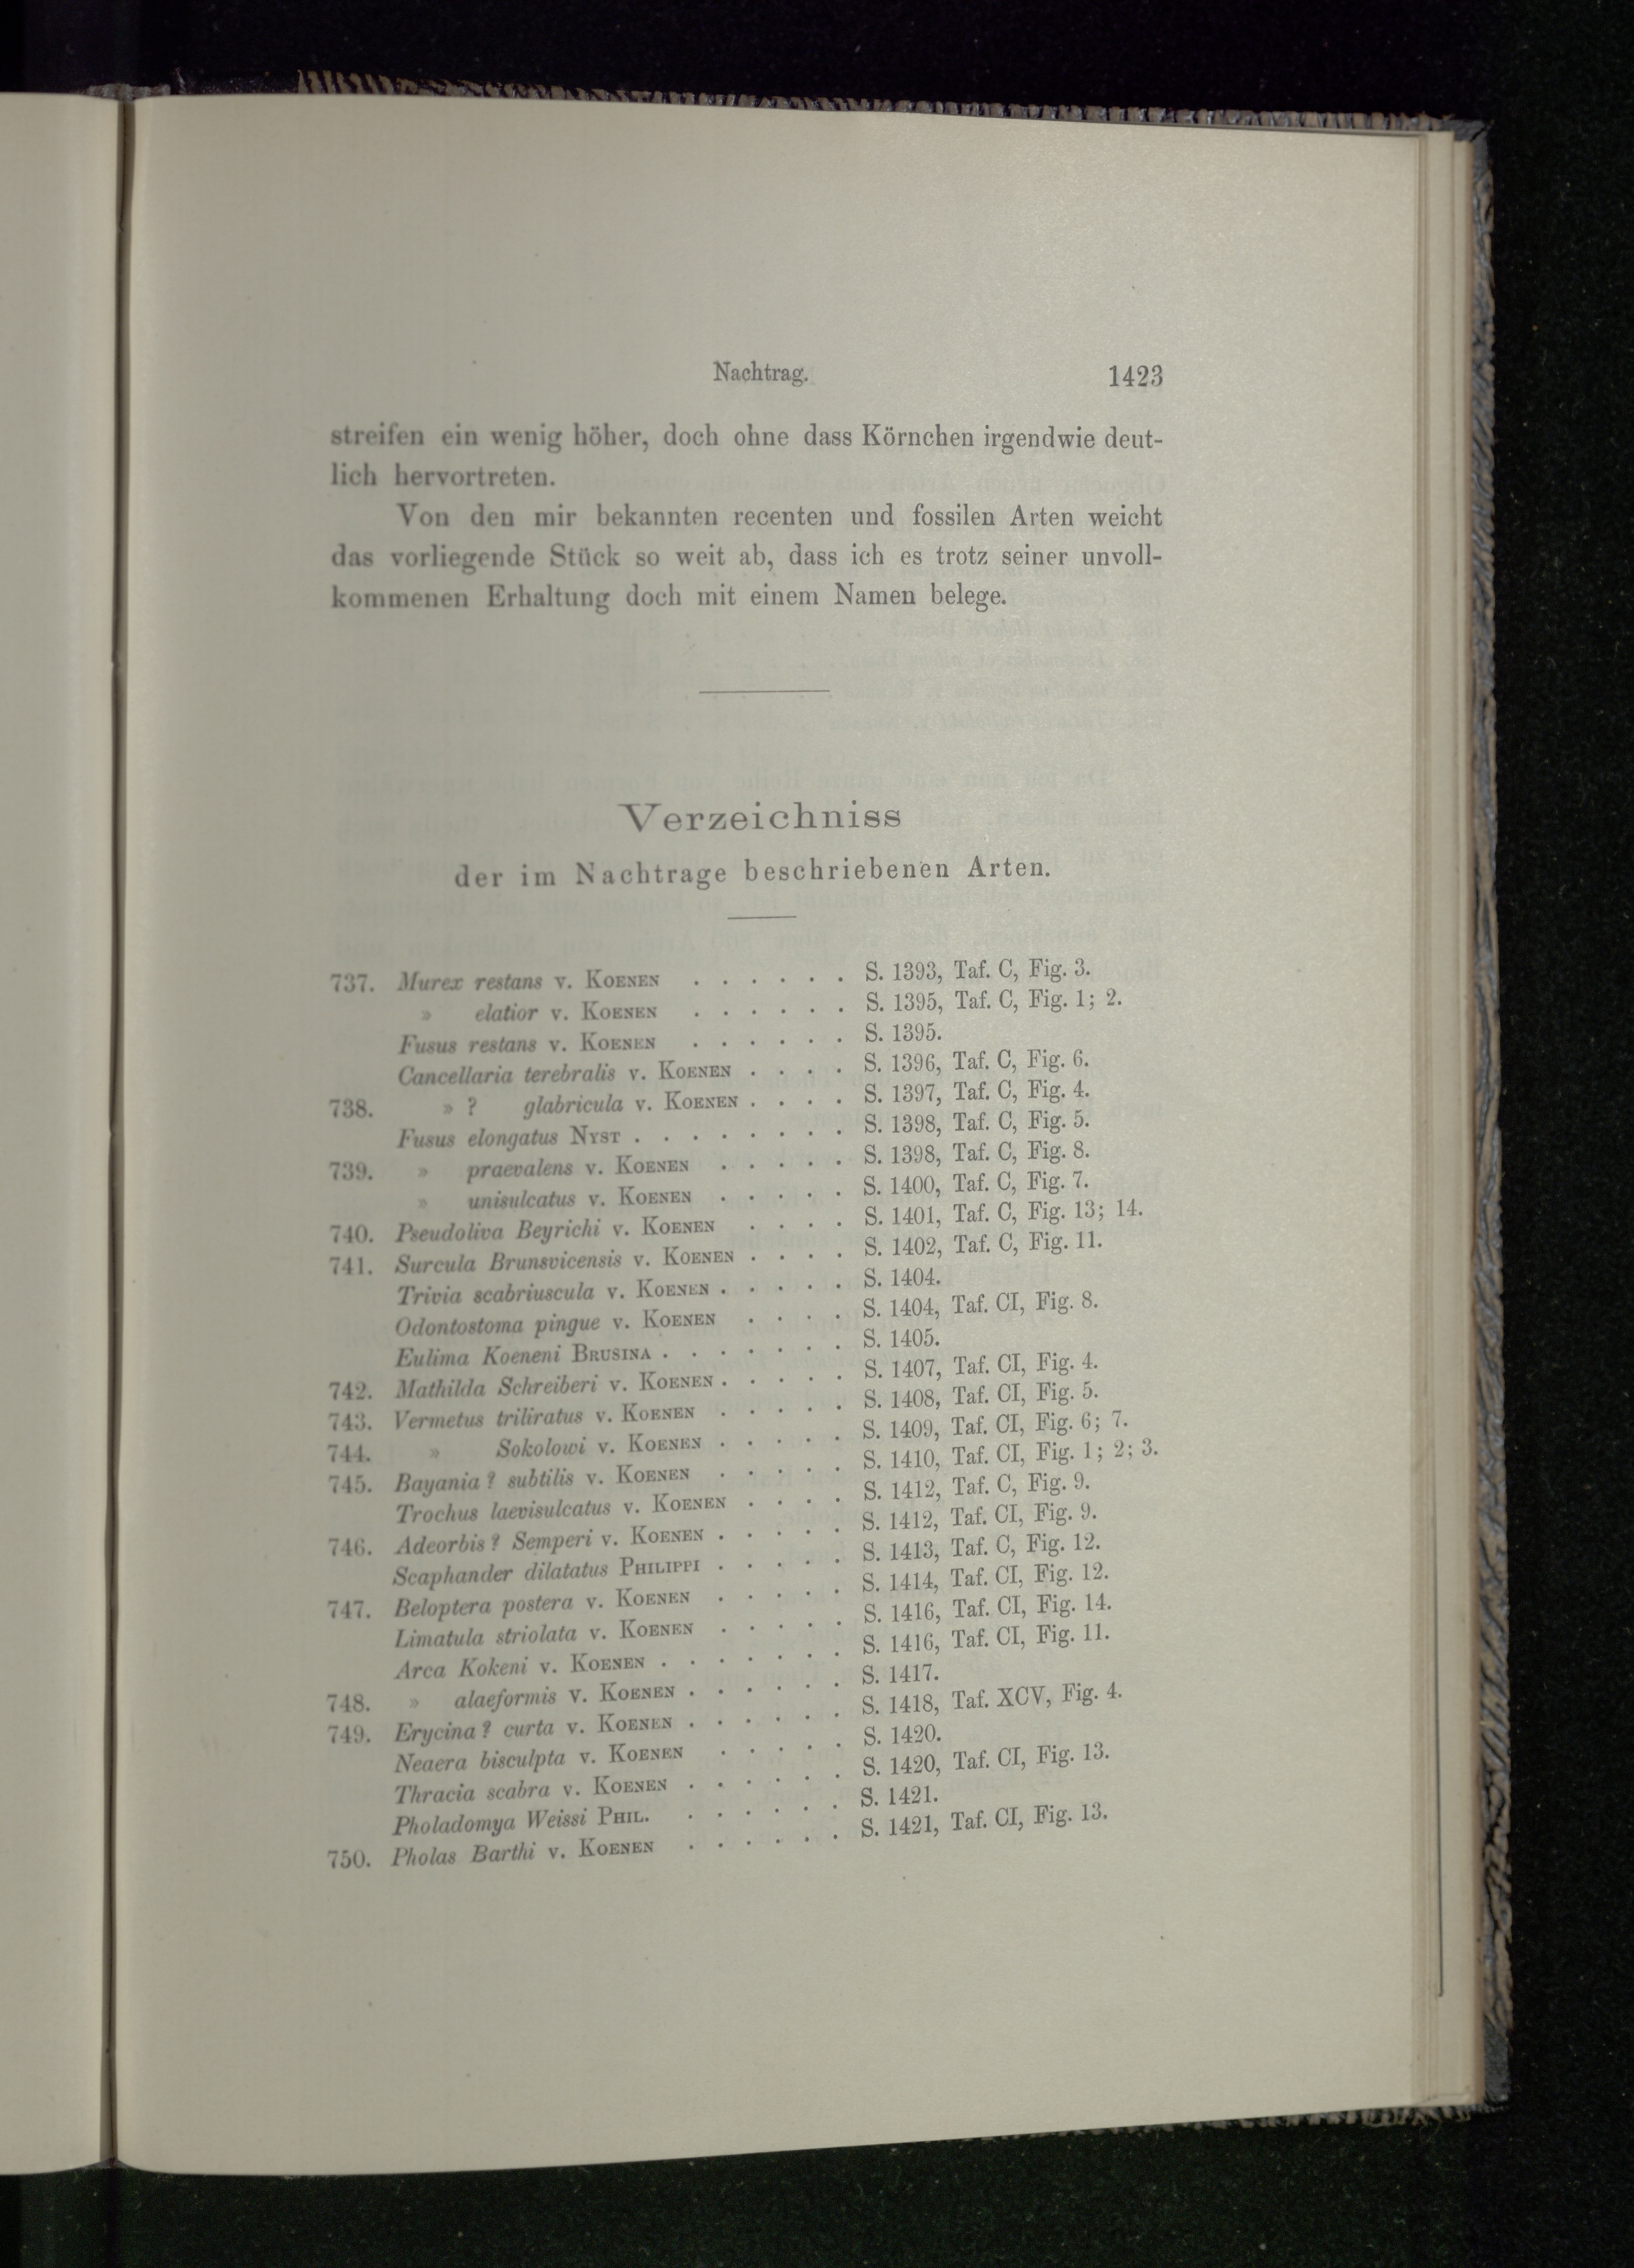 Nachtrag. 1423
streifen ein wenig höher, doch ohne dass Körnchen irgendwie deut-
lich hervortreten.
Von den mir bekannten recenten und fossilen Arten weicht
das vorliegende Stück so weit ab, dass ich es trotz seiner unvoll-
kommenen Erhaltung doch mit einem Namen belege.
Verzeichniss
der im Nachtrage beschriebenen Arten.
737. Murex restans v. Koenen . . . . . . S. 1393, Taf. C, Fig. 3.
» elatior v. Koenen . . . . . . S. 1395, Taf. C, Fig. 1; 2.
Fusus restans v. Koenen . . . . . . S. 1395.
Cancellaria terebralis v. Koenen . . . . S. 1396, Taf. C, Fig. 6.
738. » ? glabricula v. Koenen . . . . S. 1397, Taf. C, Fig. 4.
Fusus elongatus Nyst . . . . . . . . S. 1398, Taf. C, Fig. 5.
739. » praevalens v. Koenen . . . . . S. 1398, Taf. C, Fig. 8.
» unisulcatus v. Koenen . . . . . S. 1400, Taf. C, Fig. 7.
740. Pseudoliva Beyrichi v. Koenen . . . . S. 1401, Taf. C, Fig. 13; 14.
741. Surcula Brunsvicensis v. Koenen . . . . S. 1402, Taf. C, Fig. 11.
Trivia scabriuscula v. Koenen . . . . . S. 1404.
Odontostoma pingue v. Koenen . . . . S. 1404, Taf. CI, Fig. 8.
Eulima Koeneni Brusina . . . . . . . S. 1405.
742. Mathilda Schreiberi v. Koenen . . . . . S. 1407, Taf. CI, Fig. 4.
743. Vermetus triliratus v. Koenen . . . . . S. 1408, Taf. CI, Fig. 5.
744. » Sokolowi v. Koenen . . . . . S. 1409, Taf. CI, Fig. 6; 7.
745. Bayania? subtilis v. Koenen . . . . . S. 1410, Taf. CI, Fig. 1; 2; 3.
Trochus laevisulcatus v. Koenen . . . . S. 1412, Taf. C, Fig. 9.
746. Adeorbis? Semperi v. Koenen . . . . . S. 1412, Taf. CI, Fig. 9.
Scaphander dilatatus Philippi . . . . . S. 1413, Taf. C, Fig. 12.
747. Beloptera postera v. Koenen . . . . . S. 1414, Taf. CI, Fig. 12.
Limatula striolata v. Koenen . . . . . S. 1416, Taf. CI, Fig. 14.
Arca Kokeni v. Koenen . . . . . . . S. 1416, Taf. CI, Fig. 11.
748. » alaeformis v. Koenen . . . . . . S. 1417.
749. Erycina? curta v. Koenen . . . . . . S. 1418, Taf. XCV, Fig. 4.
Neaera bisculpta v. Koenen . . . . . S. 1420.
Thracia scabra v. Koenen . . . . . . S. 1420, Taf. CI, Fig. 13.
Pholadomya Weissi Phil. . . . . . . S. 1421.
750. Pholas Barthi v. Koenen . . . . . . S. 1421, Taf. CI, Fig. 13.